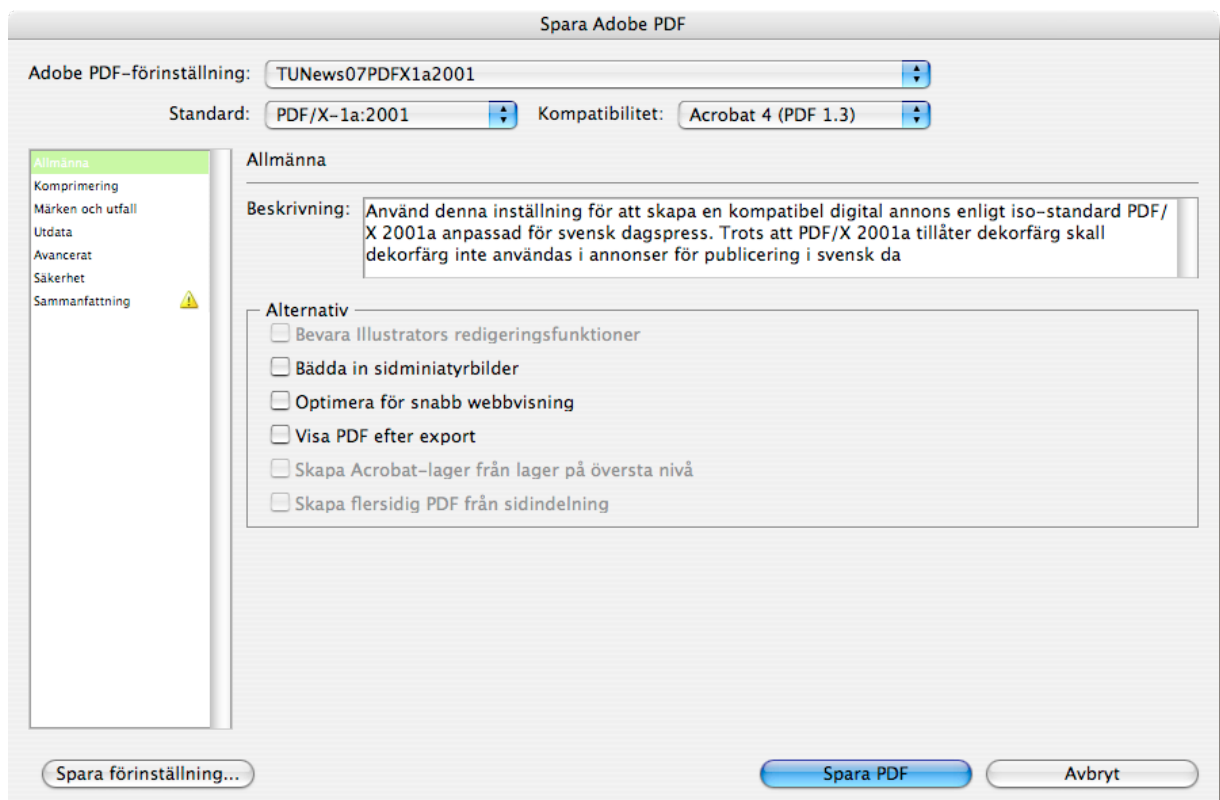 Spara Adobe PDF
Adobe PDF-förinställning: TUNews07PDFX1a2001
Standard: PDF/X-1a:2001 Kompatibilitet: Acrobat 4 (PDF 1.3)
Allmänna
Komprimering
Märken och utfall
Utdata
Avancerat
Säkerhet
Sammanfattning
Allmänna
Beskrivning: Använd denna inställning för att skapa en kompatibel digital annons enligt iso-standard PDF/
X 2001a anpassad för svensk dagspress. Trots att PDF/X 2001a tillåter dekorfärg skall
dekorfärg inte användas i annonser för publicering i svensk da
Alternativ
Bevara Illustrators redigeringsfunktioner
Bädda in sidminiatyrbilder
Optimera för snabb webbvisning
Visa PDF efter export
Skapa Acrobat-lager från lager på översta nivå
Skapa flersidig PDF från sidindelning
Spara förinställning... Spara PDF Avbryt